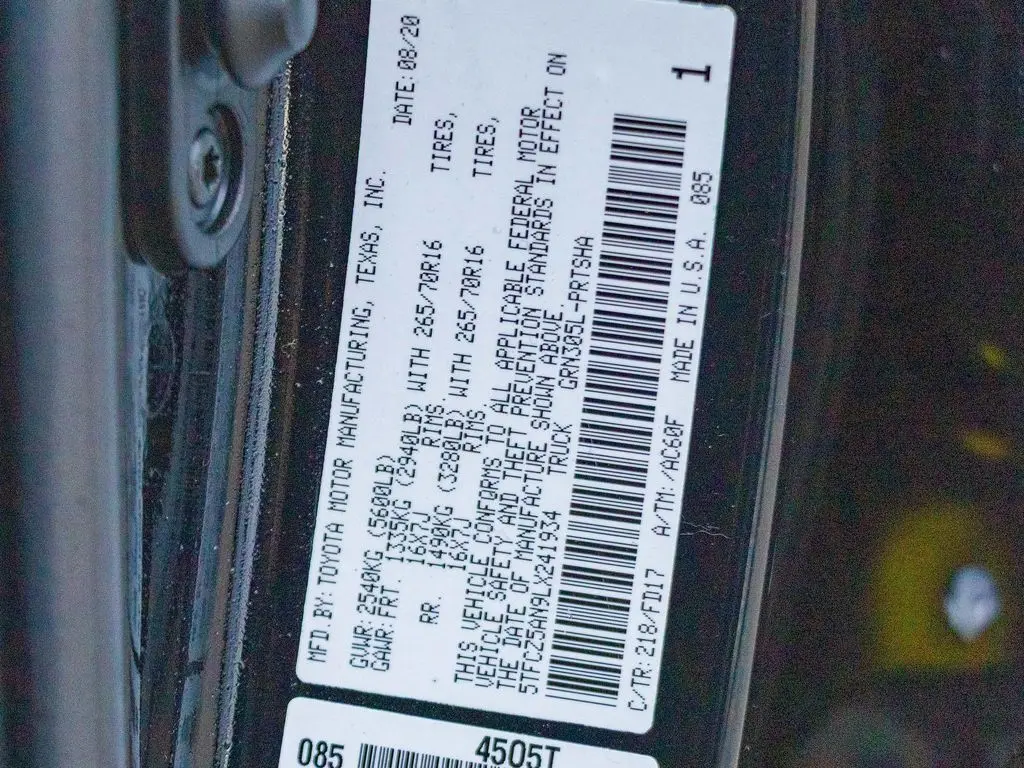 MFD BY: TOYOTA MOTOR MANUFACTURING, TEXAS, INC. DATE: 08/20
GVWR: 2540KG (5600LB)
GAWR: FRT. 1335KG (2940LB) WITH 265/70R16 TIRES,
16X7J RIMS
RR. 1490KG (3280LB) WITH 265/70R16 TIRES,
16X7J RIMS
THIS VEHICLE CONFORMS TO ALL APPLICABLE FEDERAL MOTOR
VEHICLE SAFETY AND THEFT PREVENTION STANDARDS IN EFFECT ON
THE DATE OF MANUFACTURE SHOWN ABOVE.
5TFCZ5AN9LX241934 TRUCK GRN305L-PRTSHA
1
C/TR: 218/FD17 A/TM: /AC60F MADE IN U.S.A. 085
085 4505T